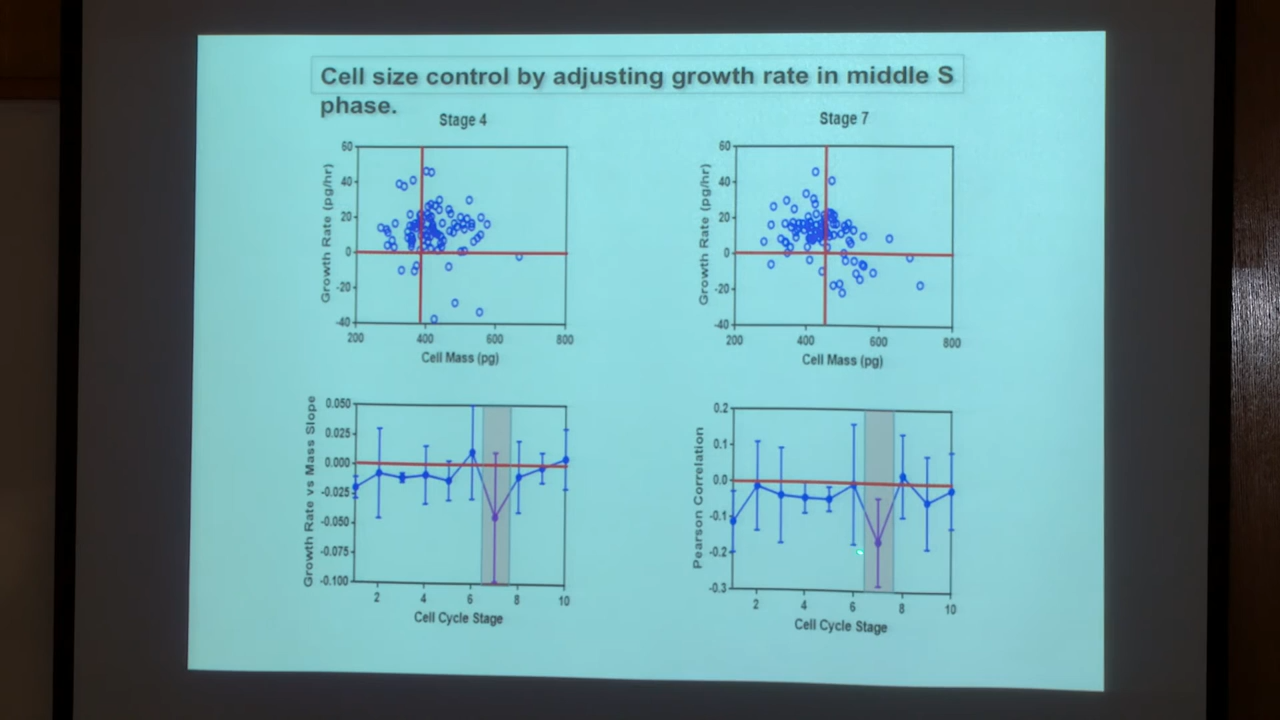 Cell size control by adjusting growth rate in middle S
phase.
Stage 4
60
40
20
0
-20
-40
Growth Rate (pg/hr)
200 400 600 800
Cell Mass (pg)
Stage 7
60
40
20
0
-20
-40
Growth Rate (pg/hr)
200 400 600 800
Cell Mass (pg)
0.050
0.025
0.000
-0.025
-0.050
-0.075
-0.100
Growth Rate vs Mass Slope
2 4 6 8 10
Cell Cycle Stage
0.2
0.1
0.0
-0.1
-0.2
-0.3
Pearson Correlation
2 4 6 8 10
Cell Cycle Stage